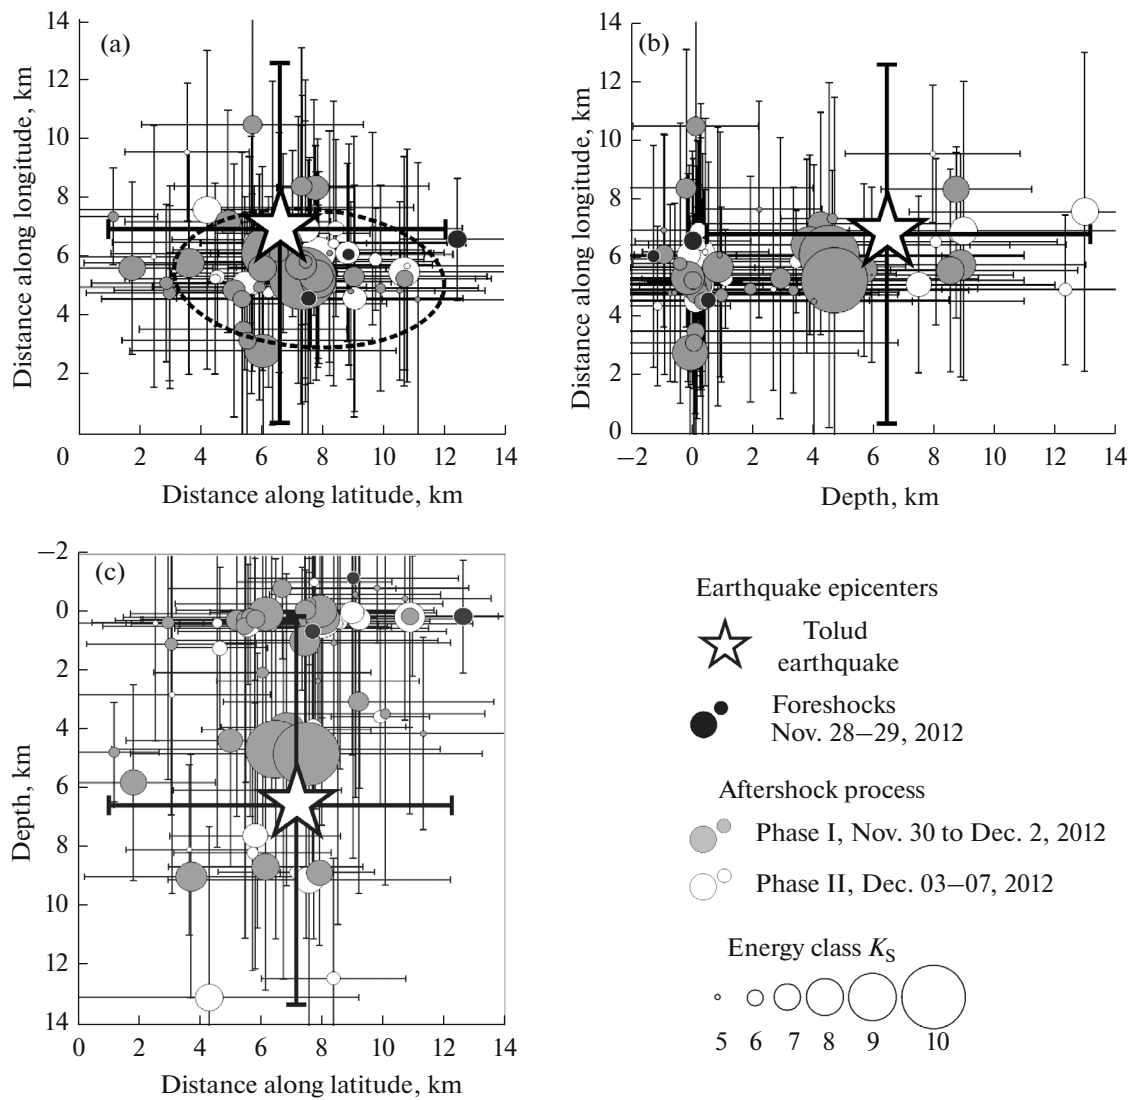 (a)
14
12
10
8
6
4
2
0
2
4
6
8
10
12
14
Distance along longitude, km
Distance along latitude, km
(b)
14
12
10
8
6
4
2
0
−2
0
2
4
6
8
10
12
14
Distance along longitude, km
Depth, km
(c)
−2
0
2
4
6
8
10
12
14
0
2
4
6
8
10
12
14
Depth, km
Distance along latitude, km
Earthquake epicenters
Tolud
earthquake
Foreshocks
Nov. 28−29, 2012
Aftershock process
Phase I, Nov. 30 to Dec. 2, 2012
Phase II, Dec. 03−07, 2012
Energy class KS
5 6 7 8 9 10